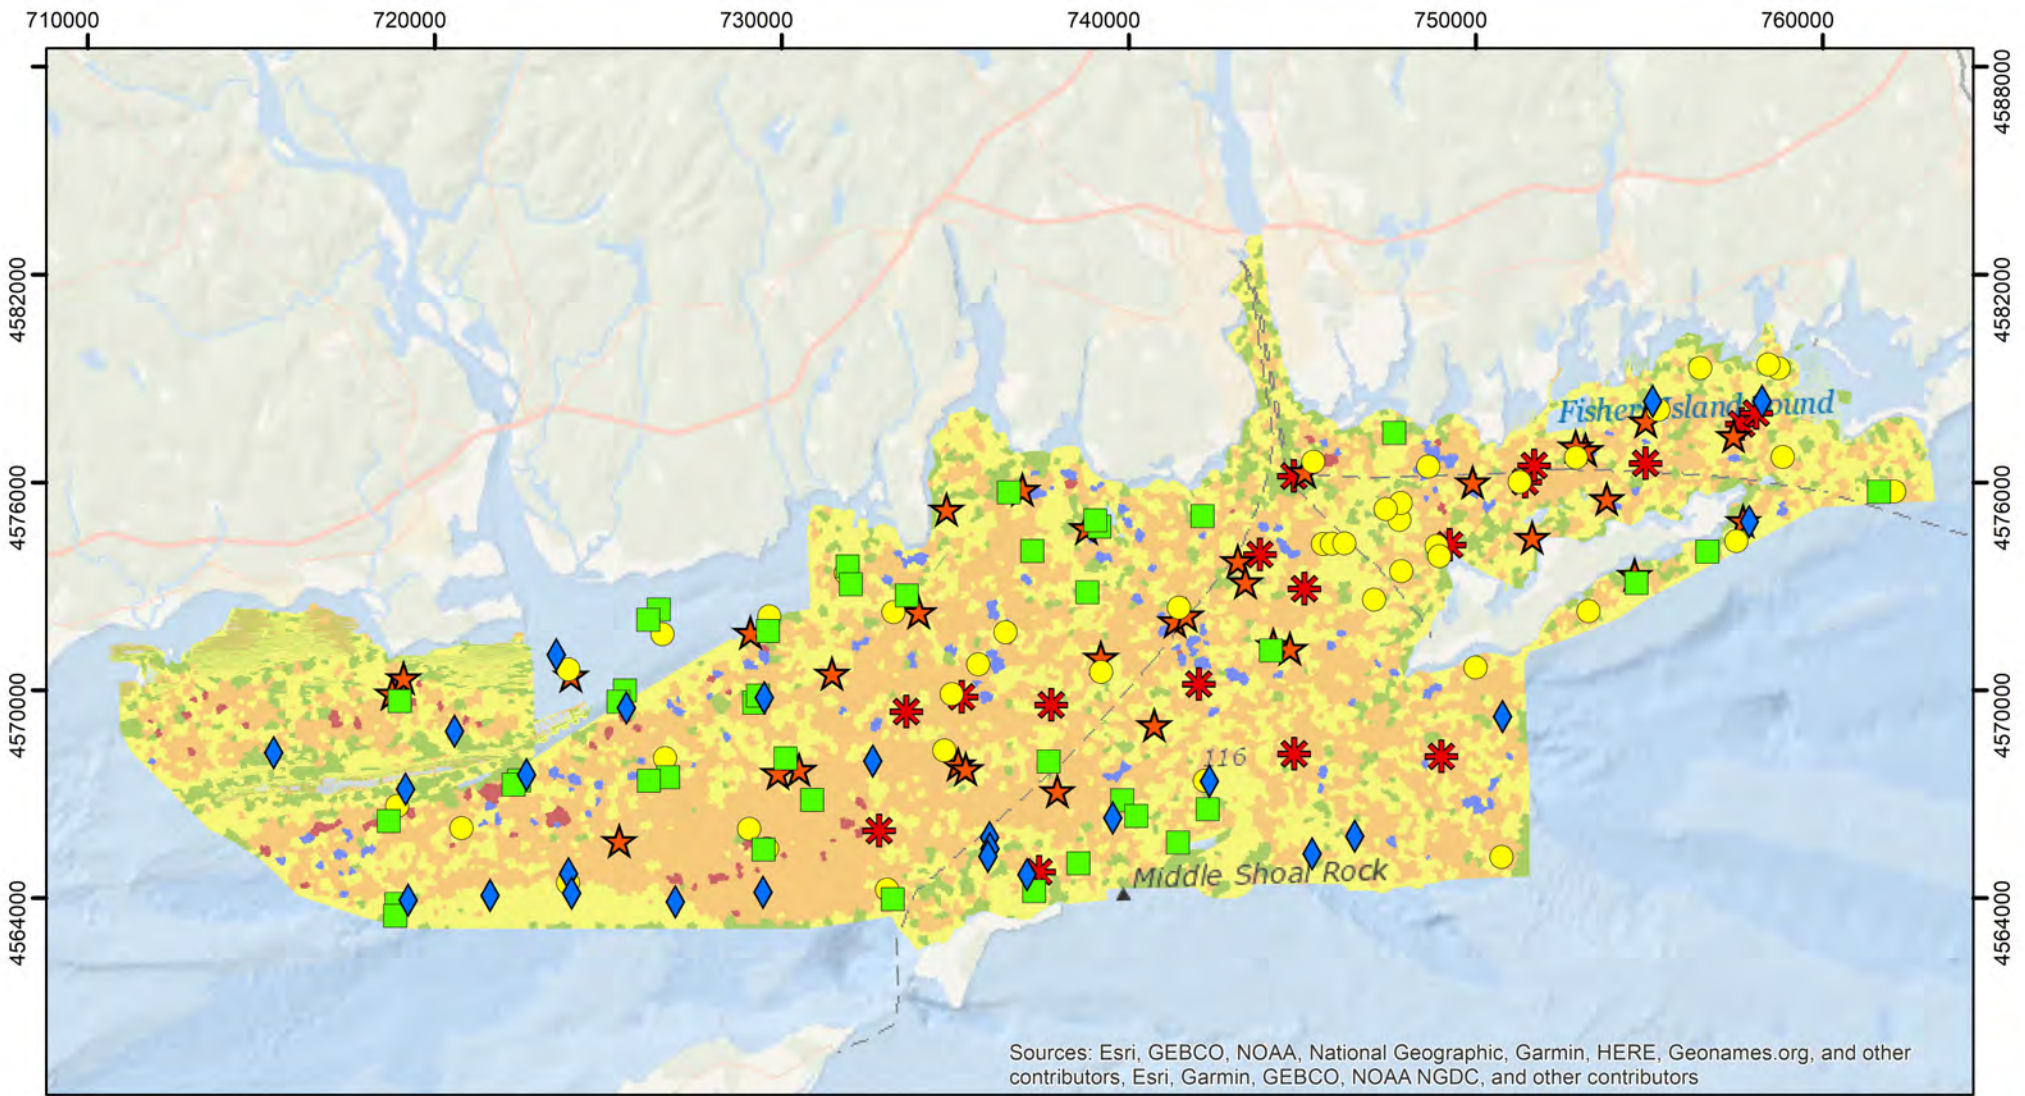 710000 720000 730000 740000 750000 760000
4588000
4582000 4582000
Fisher Island Sound
4576000 4576000
4570000 4570000
116
Middle Shoal Rock
4564000 4564000
Sources: Esri, GEBCO, NOAA, National Geographic, Garmin, HERE, Geonames.org, and other
contributors, Esri, Garmin, GEBCO, NOAA NGDC, and other contributors